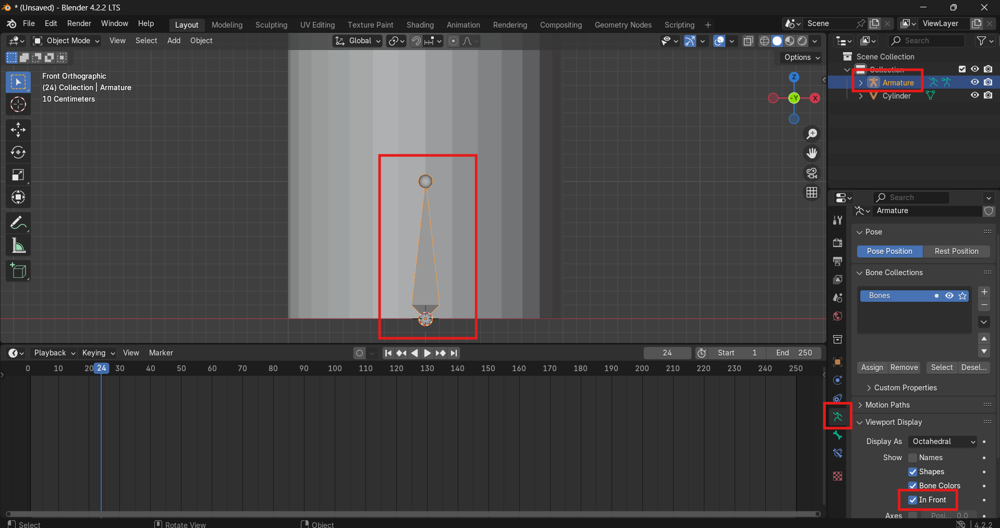 * (Unsaved) - Blender 4.2.2 LTS
File Edit Render Window Help Layout Modeling Sculpting UV Editing Texture Paint Shading Animation Rendering Compositing Geometry Nodes Scripting + Scene ViewLayer
Object Mode View Select Add Object Global Search
Options
Scene Collection
Collection
Front Orthographic
(24) Collection | Armature
10 Centimeters
Z
-Y
X
Armature
Cylinder
Search
Armature
Pose
Pose Position Rest Position
Bone Collections
Bones
Assign Remove Select Desel...
Custom Properties
Motion Paths
Viewport Display
Display As Octahedral
Show Names
Shapes
Bone Colors
In Front
Axes Posi... 0.0
Playback Keying View Marker 24 Start 1 End 250
0 10 20 24 30 40 50 60 70 80 90 100 110 120 130 140 150 160 170 180 190 200 210 220 230 240 250
Select Rotate View Object 4.2.2